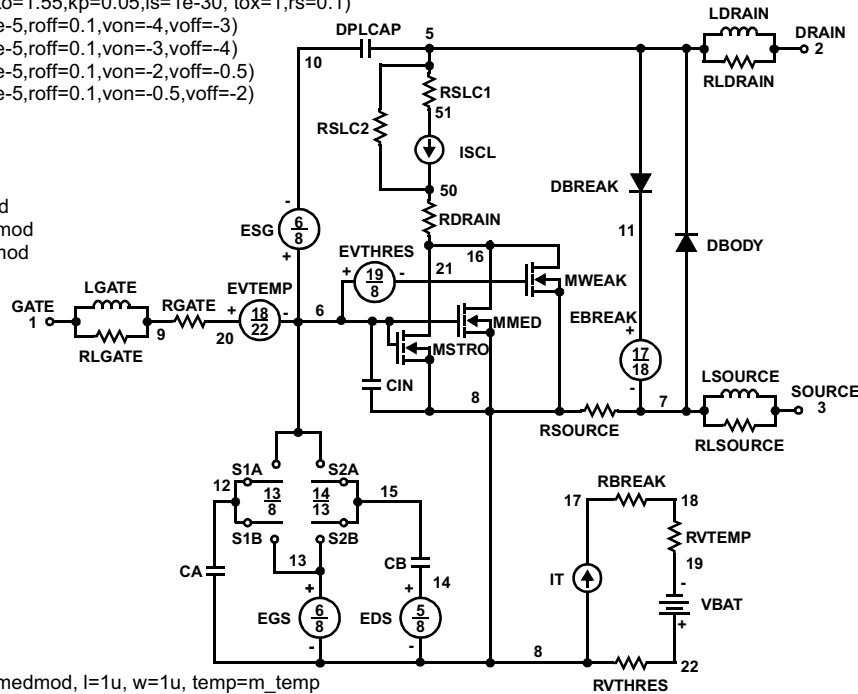 to=1.55,kp=0.05,is=1e-30, tox=1,rs=0.1)
e-5,roff=0.1,von=-4,voff=-3)
e-5,roff=0.1,von=-3,voff=-4)
e-5,roff=0.1,von=-2,voff=-0.5)
e-5,roff=0.1,von=-0.5,voff=-2)
LDRAIN
DPLCAP
5
DRAIN
2
10
RLDRAIN
RSLC1
51
RSLC2
ISCL
50
DBREAK
d
mod
mod
-
RDRAIN
ESG
6
8
+
11
DBODY
EVTHRES
16
+
19
8
-
21
MWEAK
LGATE
EVTEMP
GATE
1
RGATE
+
18
22
-
6
EBREAK
+
MMED
9
20
MSTRO
17
18
RLGATE
-
LSOURCE
CIN
8
7
SOURCE
3
RSOURCE
RLSOURCE
S1A
S2A
12
13
8
14
13
15
RBREAK
17
18
S1B
S2B
RVTEMP
13
CB
19
CA
14
IT
-
+
+
VBAT
EGS
6
8
EDS
5
8
+
-
-
8
22
RVTHRES
medmod, l=1u, w=1u, temp=m_temp